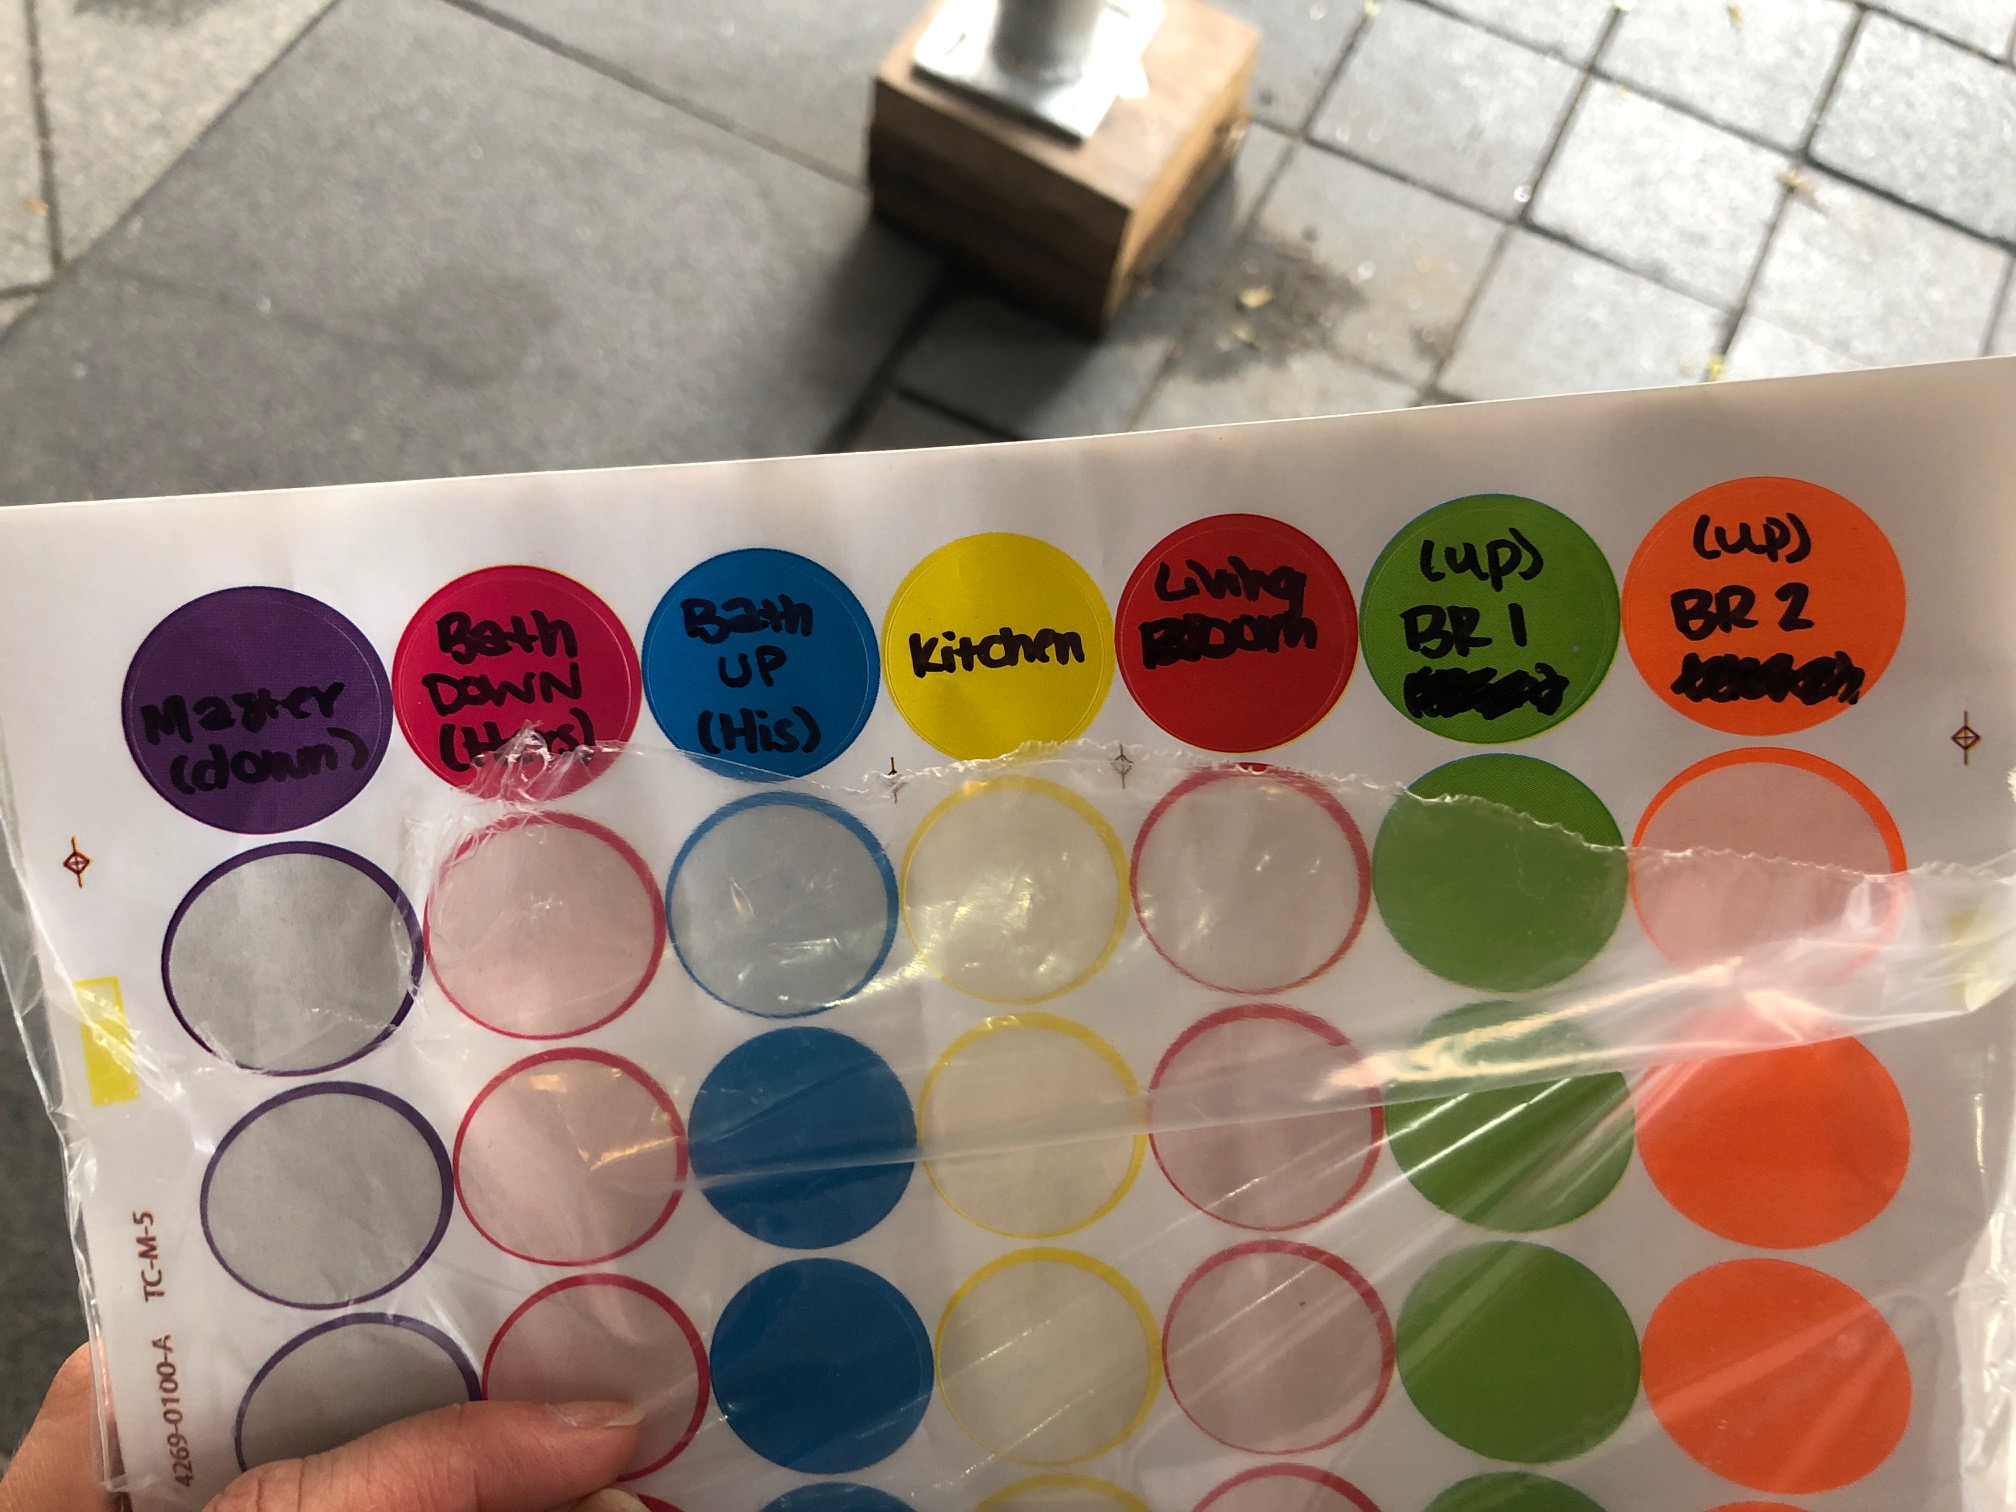 (up)
BR 2
(up)
BR 1
Living
Room
Kitchen
Bath
UP
(His)
Bath
DOWN
(Hers)
Master
(down)
4269-0100-A TC-M-5